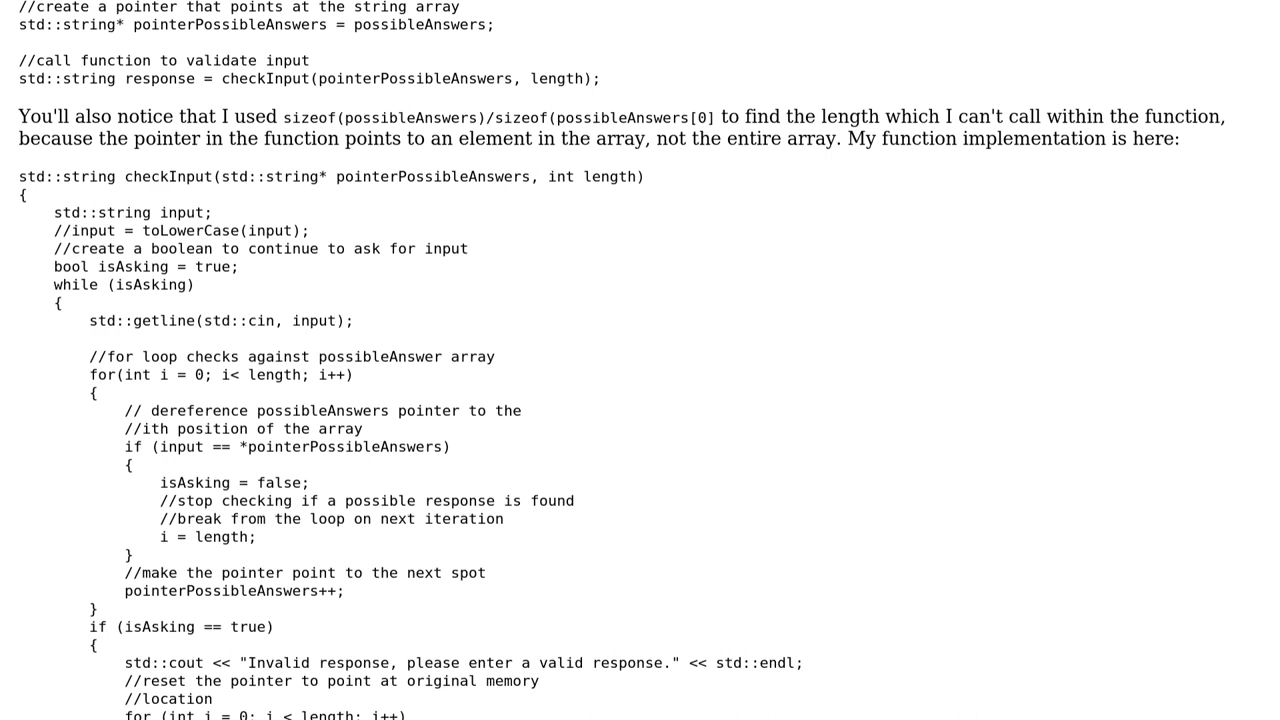 //create a pointer that points at the string array
std::string* pointerPossibleAnswers = possibleAnswers;

//call function to validate input
std::string response = checkInput(pointerPossibleAnswers, length);

You'll also notice that I used sizeof(possibleAnswers)/sizeof(possibleAnswers[0] to find the length which I can't call within the function,
because the pointer in the function points to an element in the array, not the entire array. My function implementation is here:

std::string checkInput(std::string* pointerPossibleAnswers, int length)
{
    std::string input;
    //input = toLowerCase(input);
    //create a boolean to continue to ask for input
    bool isAsking = true;
    while (isAsking)
    {
        std::getline(std::cin, input);

        //for loop checks against possibleAnswer array
        for(int i = 0; i< length; i++)
        {
            // dereference possibleAnswers pointer to the
            //ith position of the array
            if (input == *pointerPossibleAnswers)
            {
                isAsking = false;
                //stop checking if a possible response is found
                //break from the loop on next iteration
                i = length;
            }
            //make the pointer point to the next spot
            pointerPossibleAnswers++;
        }
        if (isAsking == true)
        {
            std::cout << "Invalid response, please enter a valid response." << std::endl;
            //reset the pointer to point at original memory
            //location
            for (int i = 0; i < length; i++)